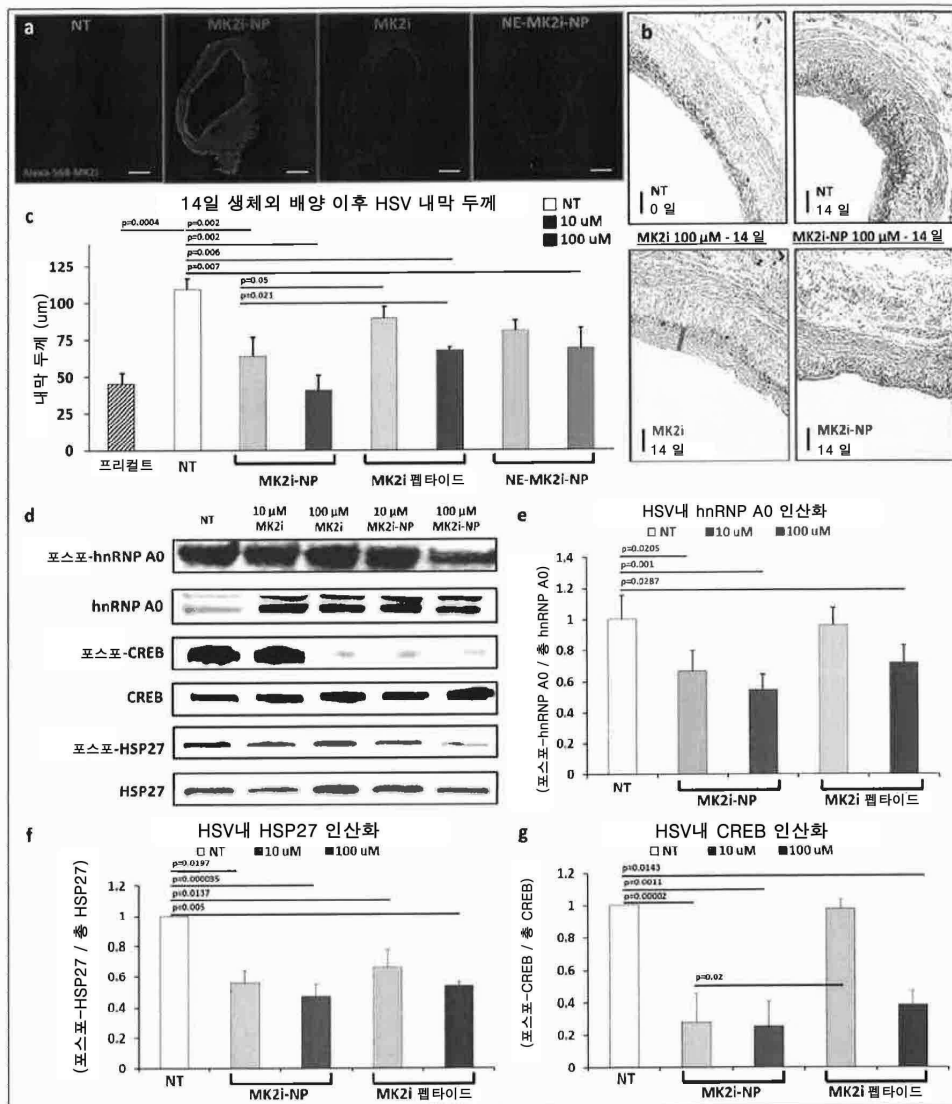 a
NT
MK2i-NP
MK2i
NE-MK2i-NP
Alexa-568-MK2i
b
NT
0 일
NT
14 일
MK2i 100 µM - 14 일
MK2i-NP 100 µM - 14 일
MK2i
14 일
MK2i-NP
14 일
c
14일 생체외 배양 이후 HSV 내막 두께
NT
10 uM
100 uM
p=0.0004
p=0.002
p=0.002
p=0.006
p=0.007
p=0.05
p=0.021
내막 두께 (um)
125
100
75
50
25
0
프리컬트
NT
MK2i-NP
MK2i 펩타이드
NE-MK2i-NP
d
NT
10 µM MK2i
100 µM MK2i
10 µM MK2i-NP
100 µM MK2i-NP
포스포-hnRNP A0
hnRNP A0
포스포-CREB
CREB
포스포-HSP27
HSP27
e
HSV내 hnRNP A0 인산화
NT
10 uM
100 uM
p=0.0205
p=0.001
p=0.0287
(포스포-hnRNP A0 / 총 hnRNP A0)
1.4
1.2
1
0.8
0.6
0.4
0.2
0
NT
MK2i-NP
MK2i 펩타이드
f
HSV내 HSP27 인산화
NT
10 uM
100 uM
p=0.0197
p=0.000035
p=0.0137
p=0.005
(포스포-HSP27 / 총 HSP27)
1.2
1
0.8
0.6
0.4
0.2
0
NT
MK2i-NP
MK2i 펩타이드
g
HSV내 CREB 인산화
NT
10 uM
100 uM
p=0.0143
p=0.0011
p=0.00002
p=0.02
(포스포-CREB / 총 CREB)
1.2
1
0.8
0.6
0.4
0.2
0
NT
MK2i-NP
MK2i 펩타이드